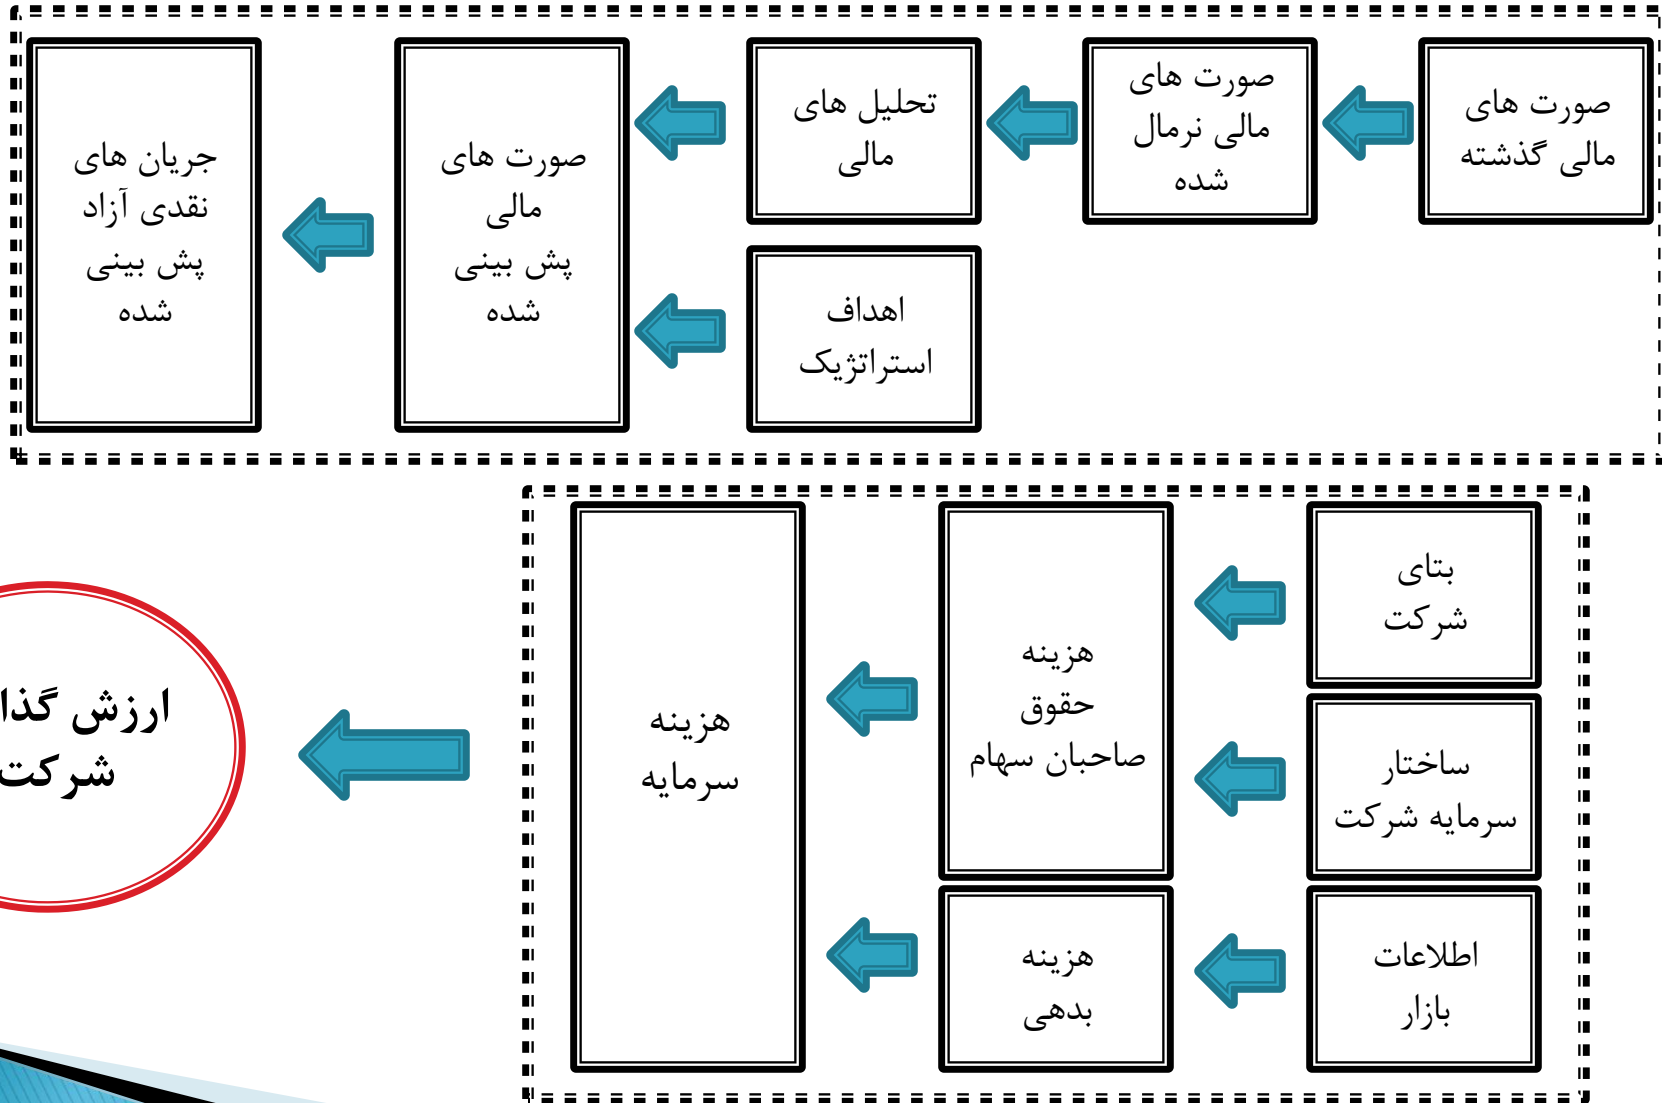 صورت های
مالی گذشته
صورت های
مالی نرمال
شده
تحلیل های
مالی
اهداف
استراتژیک
صورت های
مالی
پش بینی
شده
جریان های
نقدی آزاد
پش بینی
شده
بتای
شرکت
ساختار
سرمایه شرکت
اطلاعات
بازار
هزینه
حقوق
صاحبان سهام
هزینه
بدهی
هزینه
سرمایه
ارزش
شرکت